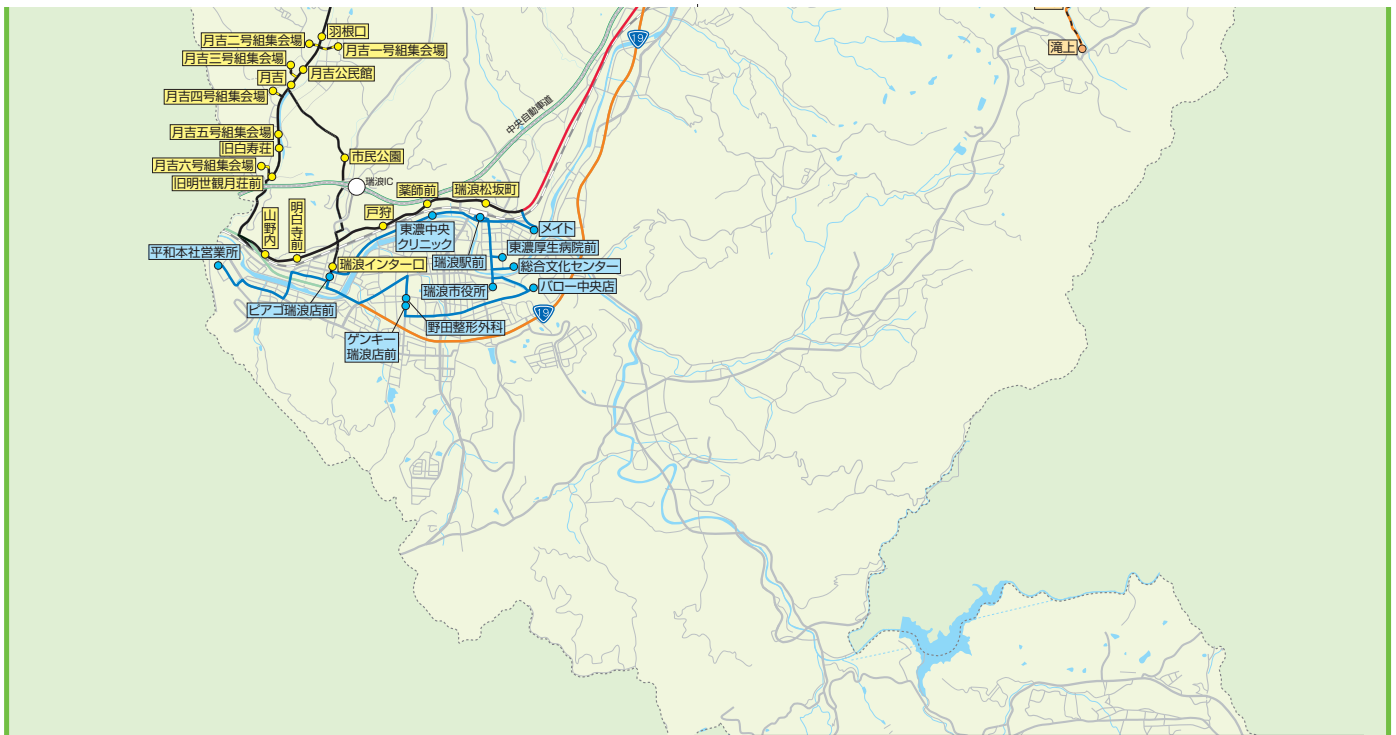 羽根口
月吉二号組集会場
月吉一号組集会場
滝上
月吉三号組集会場
月吉公民館
月吉
月吉四号組集会場
19
中央自動車道
月吉五号組集会場
旧白寿荘
市民公園
月吉六号組集会場
旧明世観月荘前
瑞浪IC
薬師前
瑞浪松坂町
戸狩
山野内
明白寺前
東濃中央
クリニック
メイト
平和本社営業所
東濃厚生病院前
瑞浪駅前
瑞浪インター口
総合文化センター
瑞浪市役所
バロー中央店
ピアゴ瑞浪店前
19
野田整形外科
ゲンキー
瑞浪店前